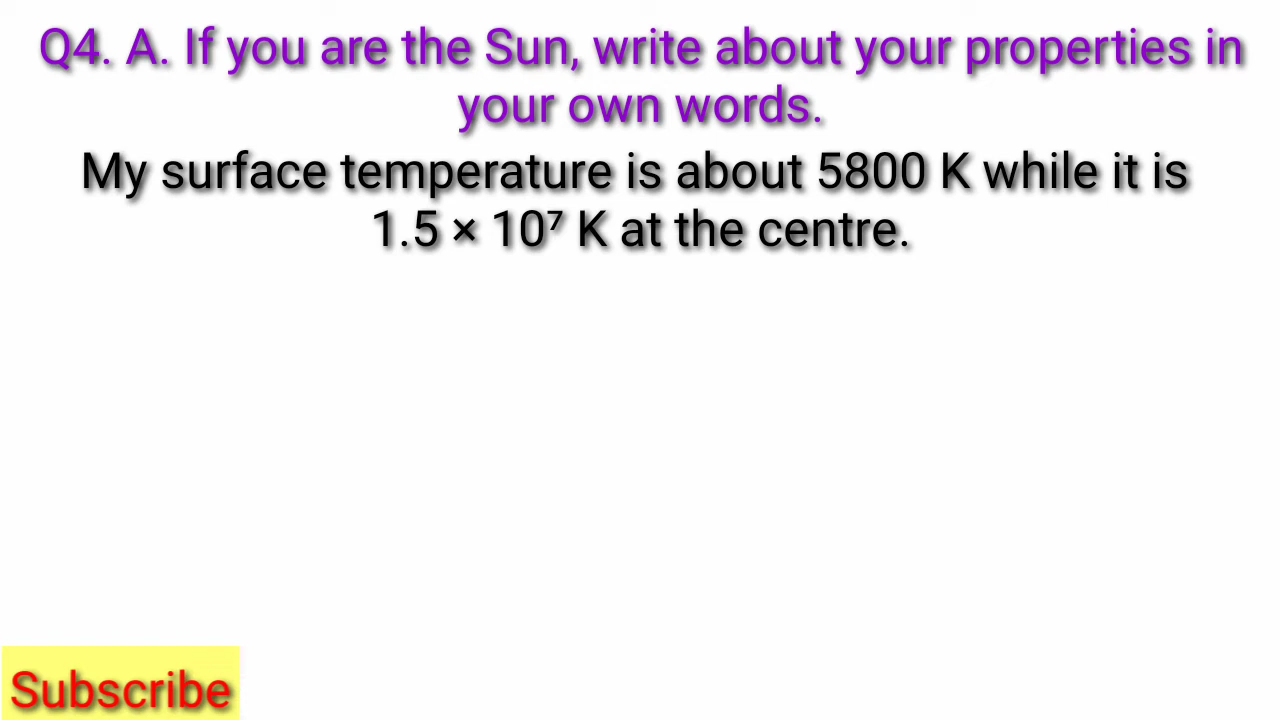 Q4. A. If you are the Sun, write about your properties in
your own words.
My surface temperature is about 5800 K while it is
1.5 × 10⁷ K at the centre.
Subscribe